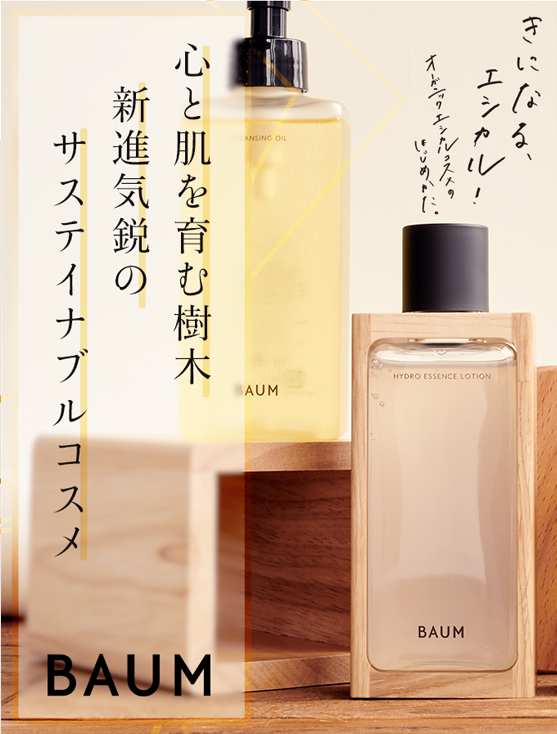 きになる、
エシカル!
オーガニックエシカルコスメの
はじめかた。
心と肌を育む樹木
新進気鋭の
サステイナブルコスメ
CLEANSING OIL
BAUM
HYDRO ESSENCE LOTION
BAUM
BAUM